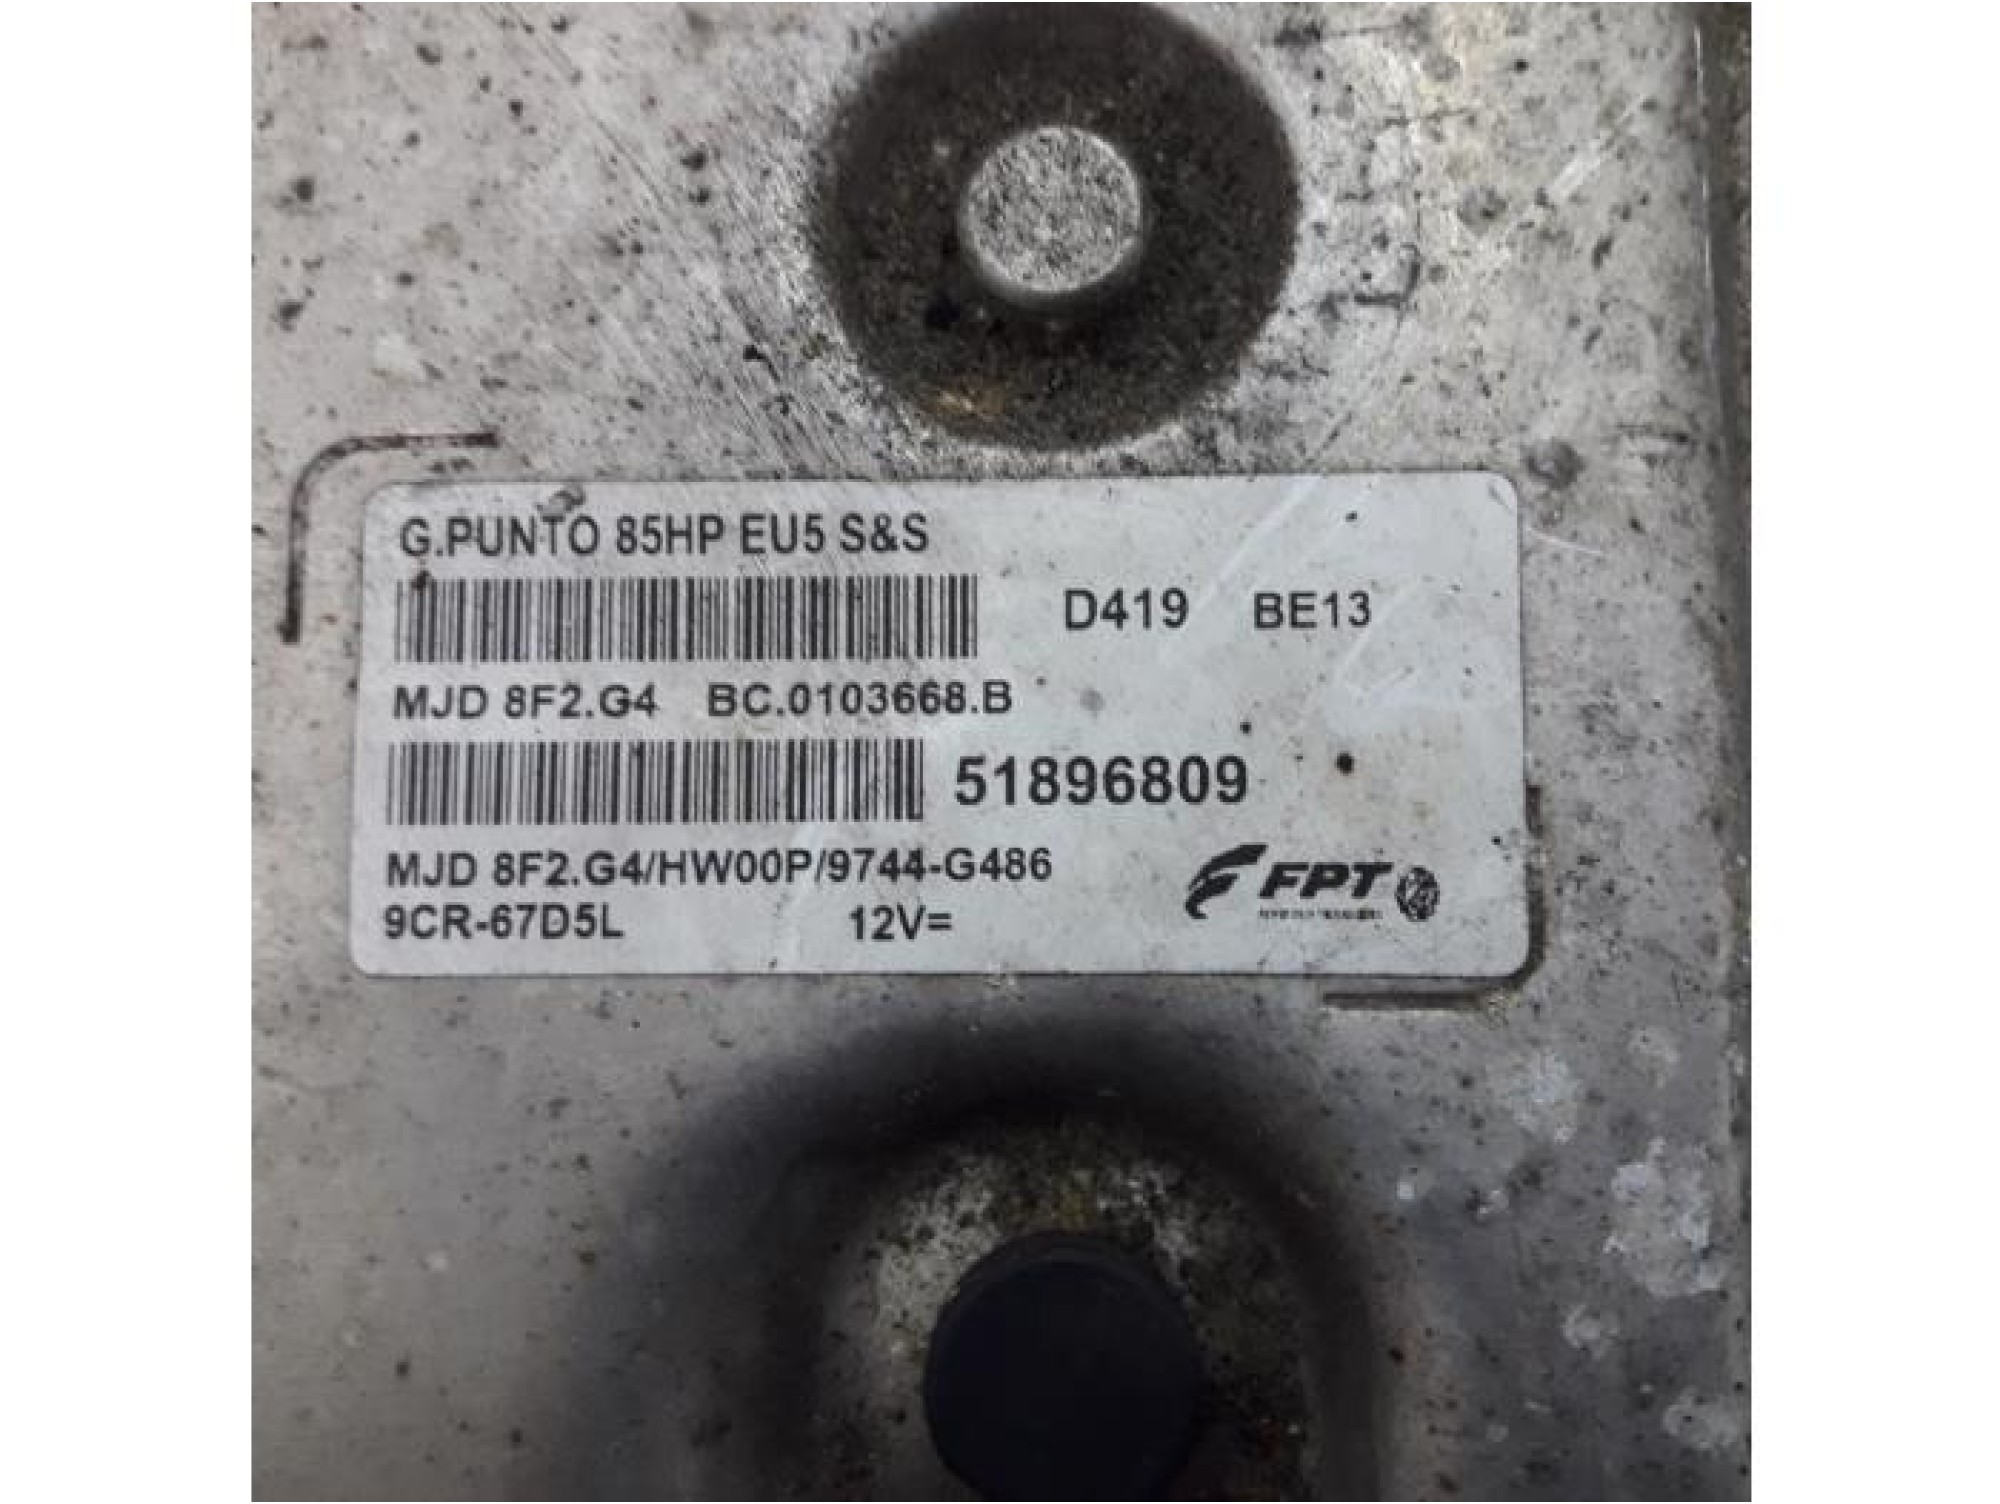 G.PUNTO 85HP EU5 S&S
D419 BE13
MJD 8F2.G4 BC.0103668.B
51896809
MJD 8F2.G4/HW00P/9744-G486
FPT
9CR-67D5L 12V=